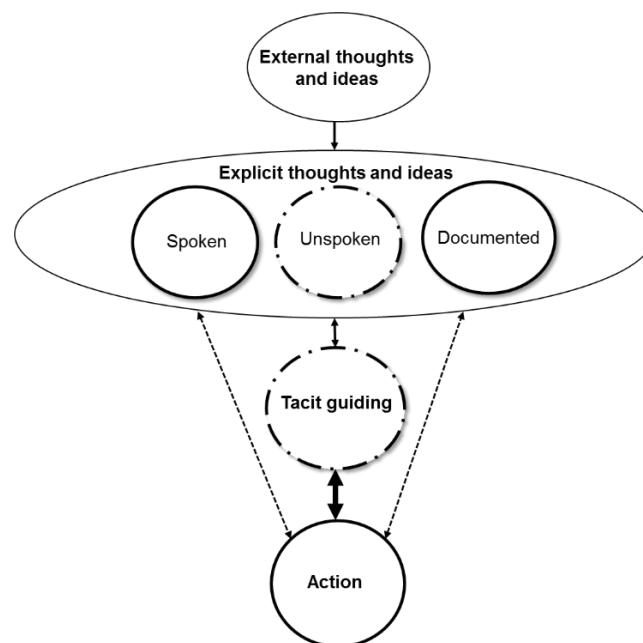 External thoughts
and ideas
Explicit thoughts and ideas
Spoken
Unspoken
Documented
Tacit guiding
Action